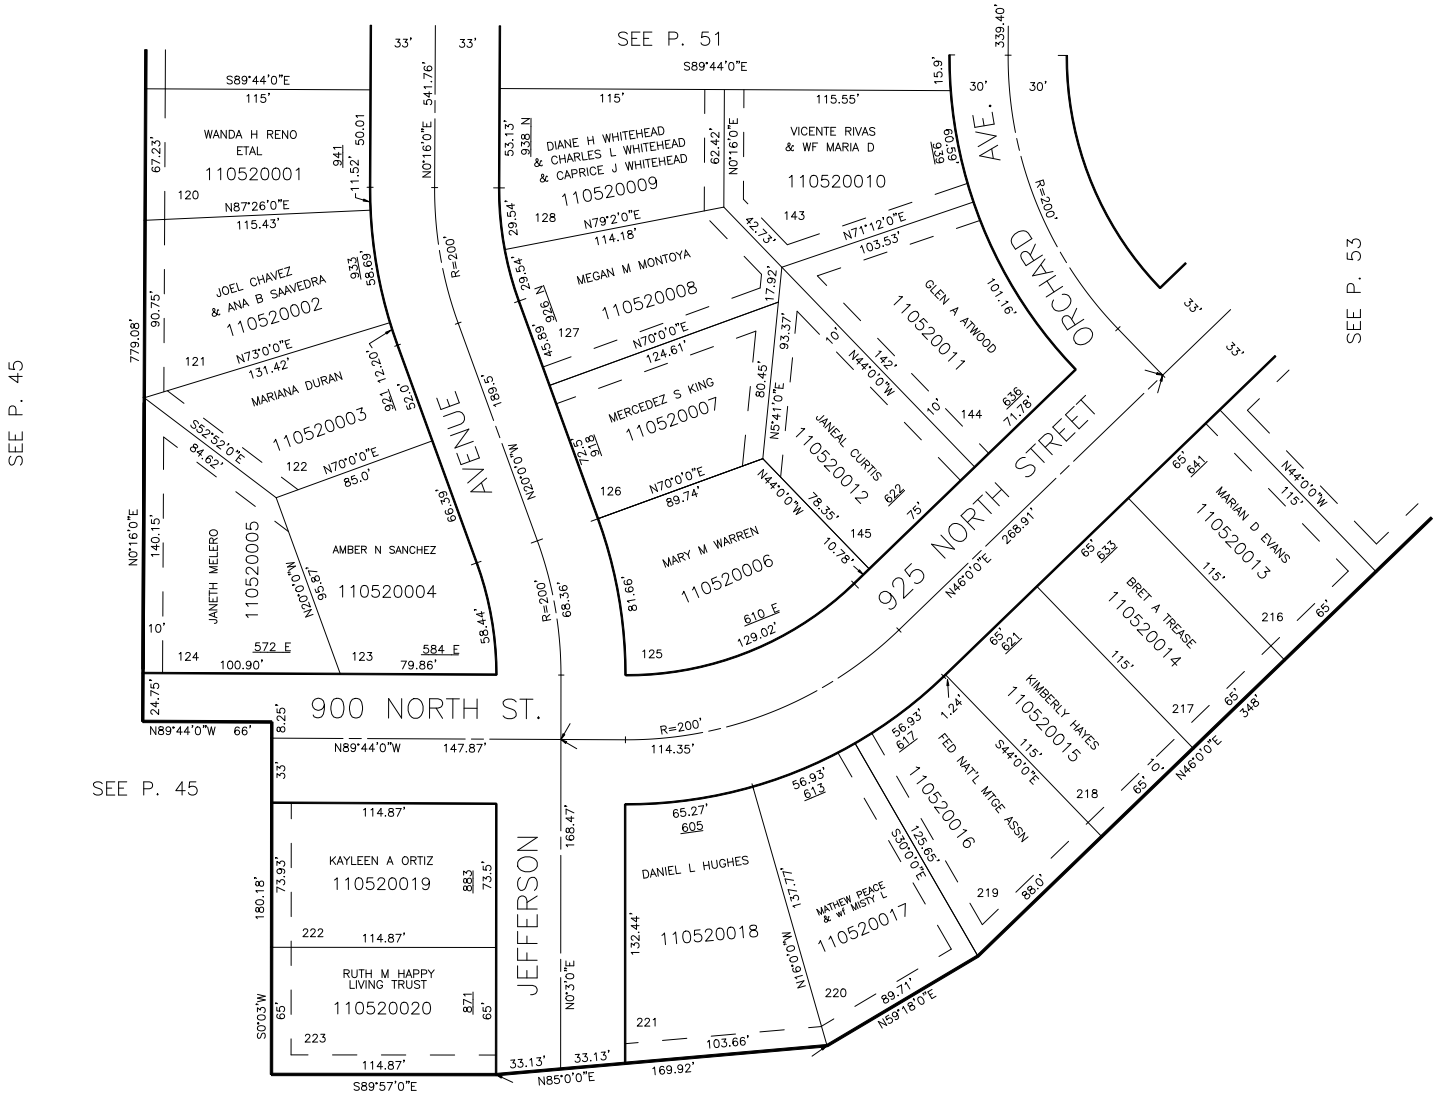 SEE P. 51
S89°44'0"E
S89°44'0"E
33'
33'
541.76'
339.40'
30'
30'
15.9'
115'
115'
115.55'
WANDA H RENO
ETAL
110520001
120
67.23'
50.01
941
11.52'
N0°16'0"E
N87°26'0"E
115.43'
DIANE H WHITEHEAD
& CHARLES L WHITEHEAD
& CAPRICE J WHITEHEAD
110520009
128
53.13'
938 N
62.42'
N0°16'0"E
29.54'
N79°2'0"E
114.18'
VICENTE RIVAS
& WF MARIA D
110520010
143
60.59'
939
42.73'
N71°12'0"E
103.53'
AVE.
R=200'
ORCHARD
SEE P. 53
33'
33'
JOEL CHAVEZ
& ANA B SAAVEDRA
110520002
121
90.75'
933
58.69'
N73°0'0"E
131.42'
R=200'
MEGAN M MONTOYA
110520008
127
29.54'
926 N
45.89'
17.92'
N70°0'0"E
124.61'
GLEN A ATWOOD
110520011
144
101.16'
10'
142'
N44°0'0"W
10'
636
71.78'
779.08'
SEE P. 45
MARIANA DURAN
110520003
122
921
12.20'
52.0'
S52°52'0"E
84.62'
N70°0'0"E
85.0'
AVENUE
189.5'
N20°0'0"W
MERCEDEZ S KING
110520007
126
72.5'
918
93.37'
80.45'
N5°41'0"E
N70°0'0"E
89.74'
JANEAL CURTIS
110520012
145
622
75'
N44°0'0"W
78.35'
10.78'
925 NORTH STREET
268.91'
N46°0'0"E
MARIAN D EVANS
110520013
216
65'
641
N44°0'0"W
115'
115'
65'
JANETH MELERO
110520005
124
N0°16'0"E
140.15'
10'
572 E
100.90'
N20°0'0"W
95.87'
AMBER N SANCHEZ
110520004
123
584 E
79.86'
66.39'
58.44'
R=200'
68.36'
MARY M WARREN
110520006
125
81.66'
610 E
129.02'
BRET A TREASE
110520014
217
65'
633
115'
65'
348'
KIMBERLY HAYES
110520015
218
65'
621
115'
S44°0'0"E
10'
65'
N46°0'0"E
24.75'
N89°44'0"W
66'
8.25'
900 NORTH ST.
N89°44'0"W
147.87'
33'
R=200'
114.35'
1.24'
SEE P. 45
FED NAT'L MTGE ASSN
110520016
219
56.93'
617
125.65'
S30°0'0"E
88.0'
114.87'
KAYLEEN A ORTIZ
110520019
222
73.93'
883
73.5'
114.87'
180.18'
S0°03'W
RUTH M HAPPY
LIVING TRUST
110520020
223
65'
871
65'
114.87'
S89°57'0"E
JEFFERSON
168.47'
N0°3'0"E
33.13'
33.13'
N85°0'0"E
169.92'
65.27'
605
DANIEL L HUGHES
110520018
221
132.44'
103.66'
137.77'
N16°0'0"W
56.93'
613
MATHEW PEACE
& wf MISTY L
110520017
220
89.71'
N59°18'0"E